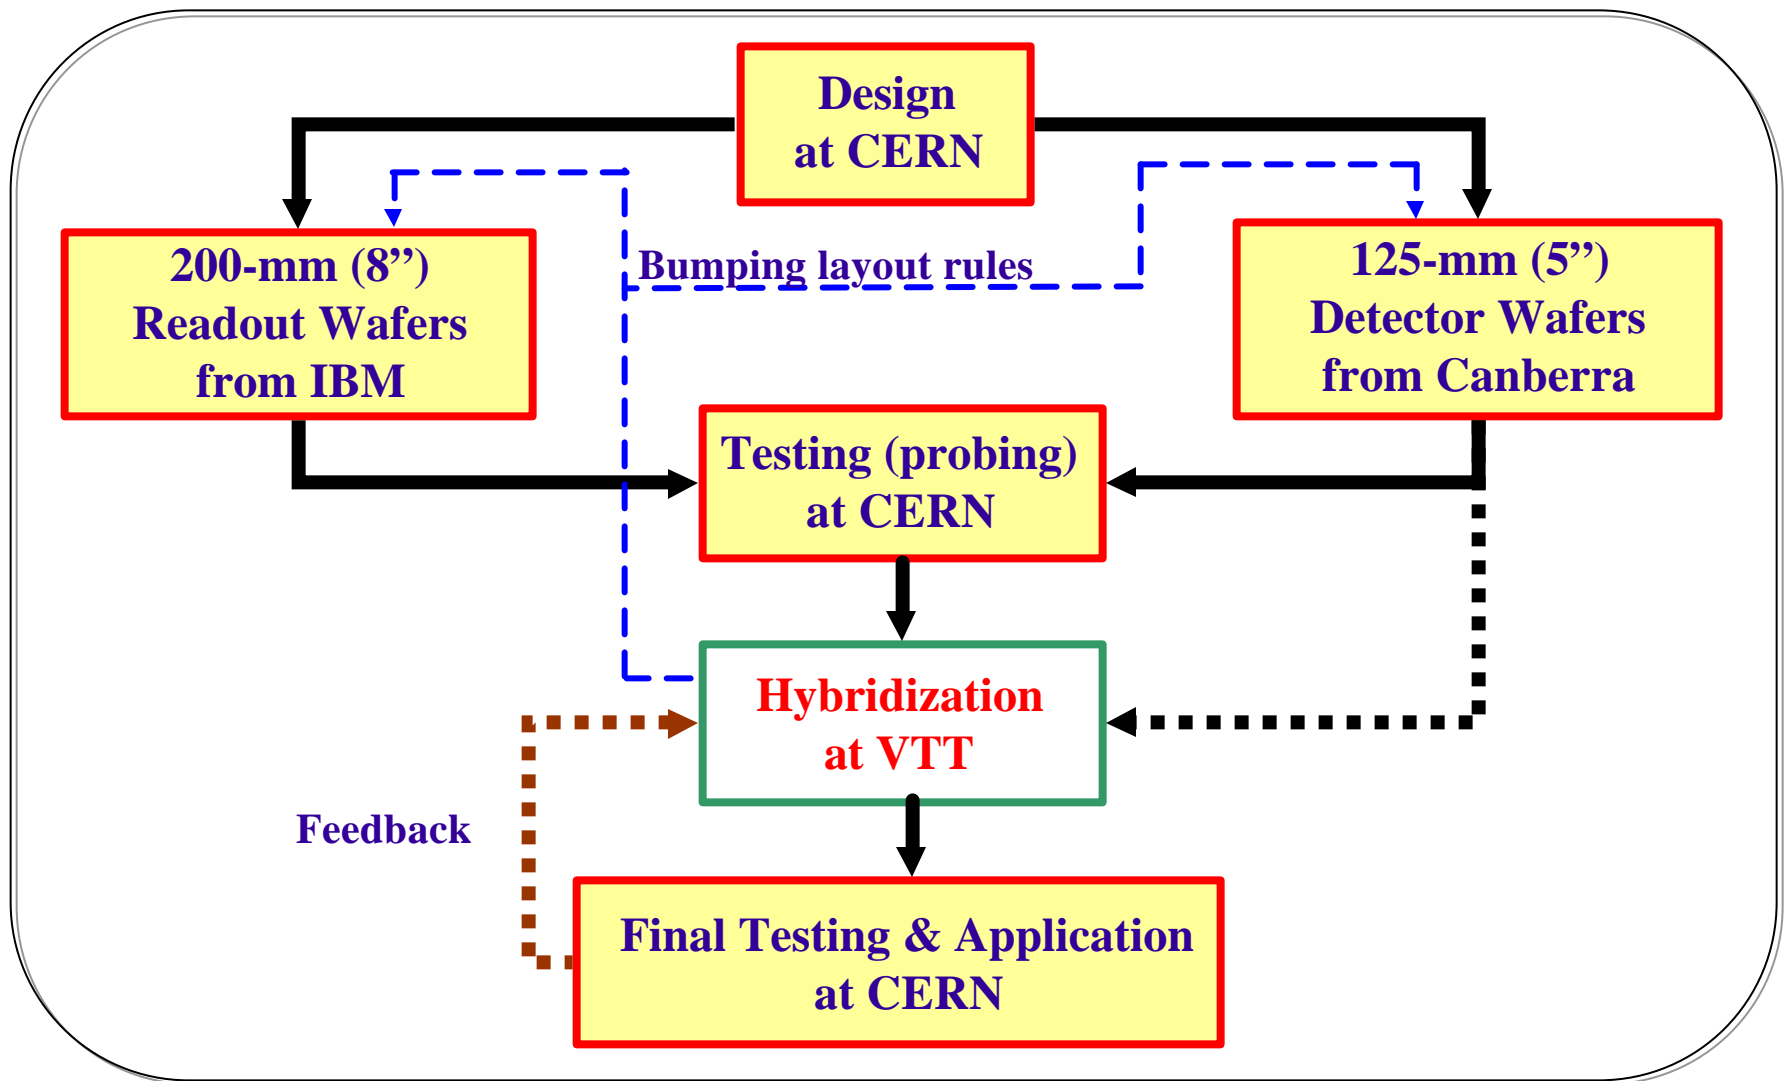 Design
at CERN
200-mm (8”)
Readout Wafers
from IBM
Bumping layout rules
125-mm (5”)
Detector Wafers
from Canberra
Testing (probing)
at CERN
Hybridization
at VTT
Feedback
Final Testing & Application
at CERN